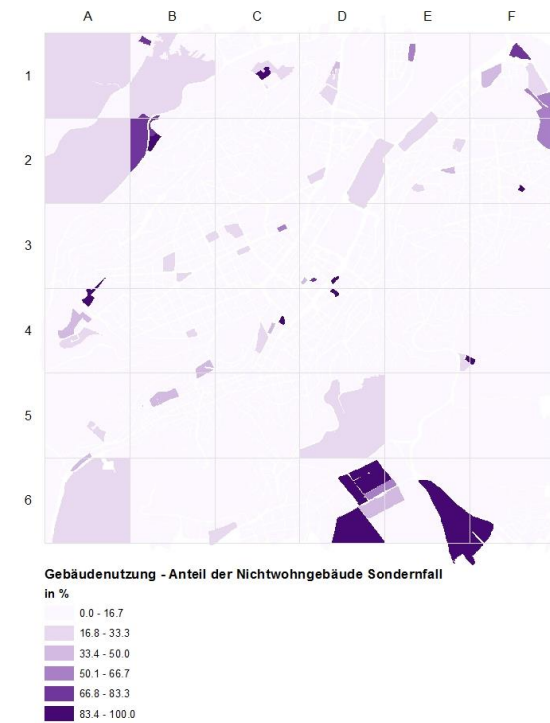 A B C D E F
1
2
3
4
5
6
Gebäudenutzung - Anteil der Nichtwohngebäude Sondernfall
in %
0.0 - 16.7
16.8 - 33.3
33.4 - 50.0
50.1 - 66.7
66.8 - 83.3
83.4 - 100.0